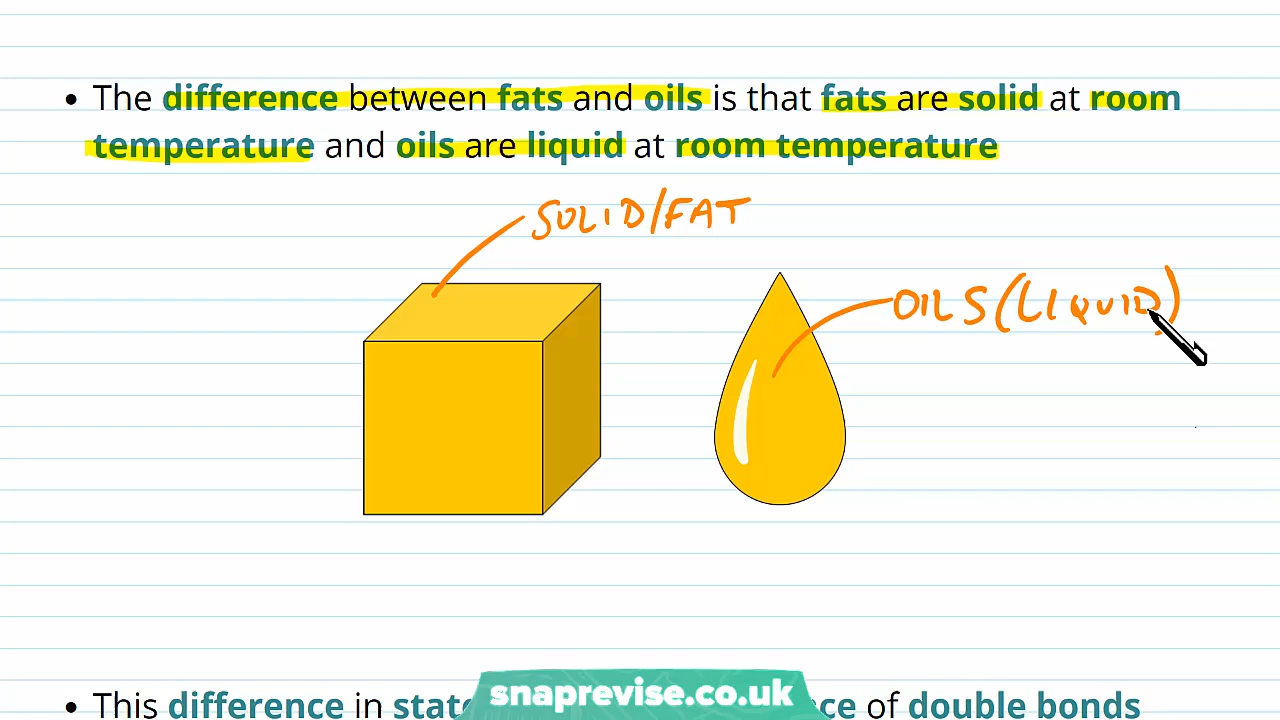 • The difference between fats and oils is that fats are solid at room
temperature and oils are liquid at room temperature
SOLID/FAT
OILS (LIQUID)
• This difference in ce of double bonds
snaprevise.co.uk